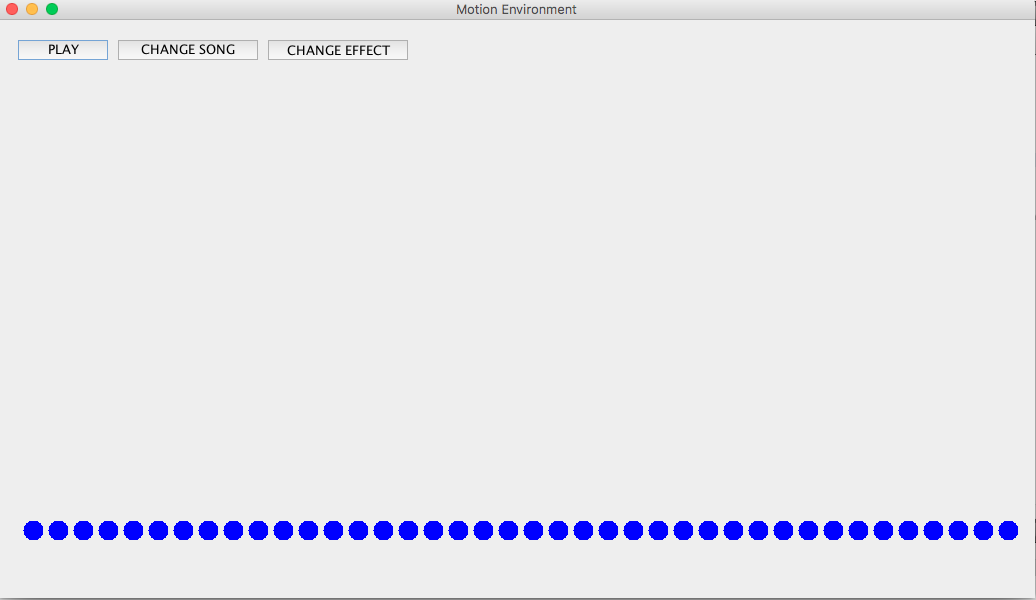 Motion Environment
PLAY CHANGE SONG CHANGE EFFECT